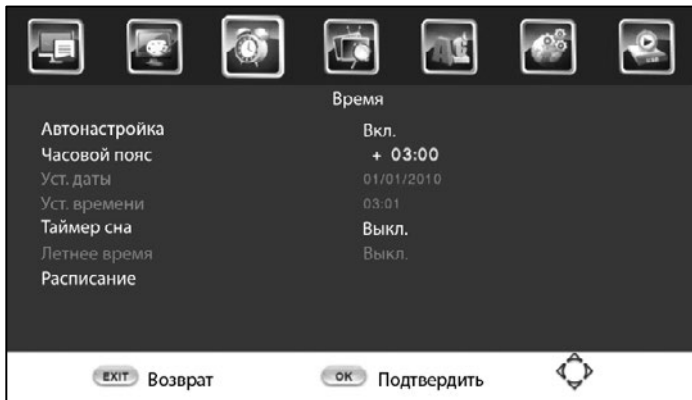 Время
Автонастройка Вкл.
Часовой пояс + 03:00
Уст. даты 01/01/2010
Уст. времени 03:01
Таймер сна Выкл.
Летнее время Выкл.
Расписание
EXIT Возврат OK Подтвердить